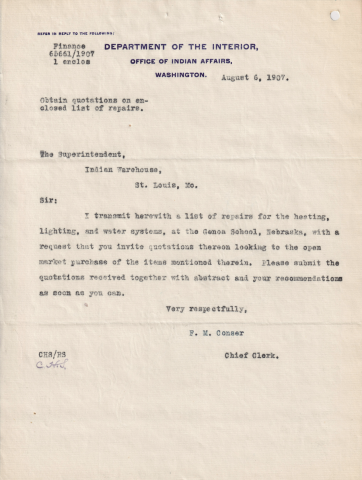 REFER IN REPLY TO THE FOLLOWING:
Finance
68661/1907
1 enclos
DEPARTMENT OF THE INTERIOR,
OFFICE OF INDIAN AFFAIRS,
WASHINGTON.
August 6, 1907.
Obtain quotations on en-
closed list of repairs.
The Superintendent,
Indian Warehouse,
St. Louis, Mo.
Sir:
I transmit herewith a list of repairs for the heating,
lighting, and water systems, at the Genoa School, Nebraska, with a
request that you invite quotations thereon looking to the open
market purchase of the items mentioned therein. Please submit the
quotations received together with abstract and your recommendations
as soon as you can.
Very respectfully,
F. M. Conser
Chief Clerk.